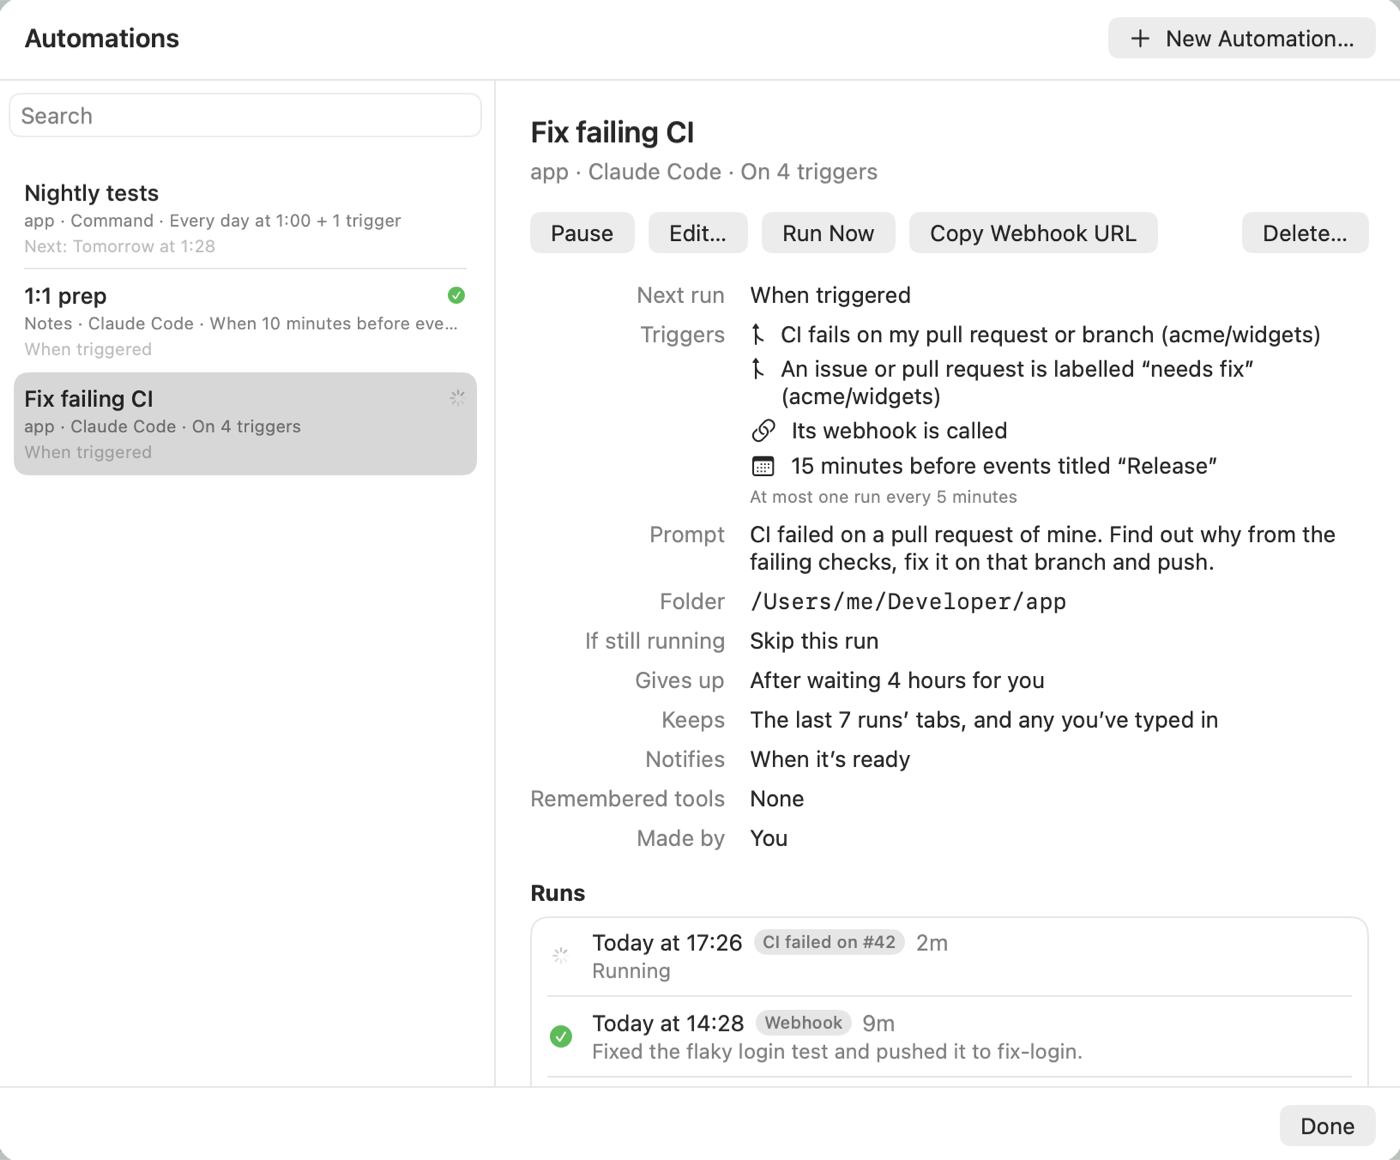 Automations
New Automation...
Search
Nightly tests
app · Command · Every day at 1:00 + 1 trigger
Next: Tomorrow at 1:28
1:1 prep
Notes · Claude Code · When 10 minutes before eve...
When triggered
Fix failing CI
app · Claude Code · On 4 triggers
When triggered
Fix failing CI
app · Claude Code · On 4 triggers
Pause
Edit...
Run Now
Copy Webhook URL
Delete...
Next run When triggered
Triggers CI fails on my pull request or branch (acme/widgets)
An issue or pull request is labelled “needs fix”
(acme/widgets)
Its webhook is called
15 minutes before events titled “Release”
At most one run every 5 minutes
Prompt CI failed on a pull request of mine. Find out why from the
failing checks, fix it on that branch and push.
Folder /Users/me/Developer/app
If still running Skip this run
Gives up After waiting 4 hours for you
Keeps The last 7 runs’ tabs, and any you’ve typed in
Notifies When it’s ready
Remembered tools None
Made by You
Runs
Today at 17:26 CI failed on #42 2m
Running
Today at 14:28 Webhook 9m
Fixed the flaky login test and pushed it to fix-login.
Done